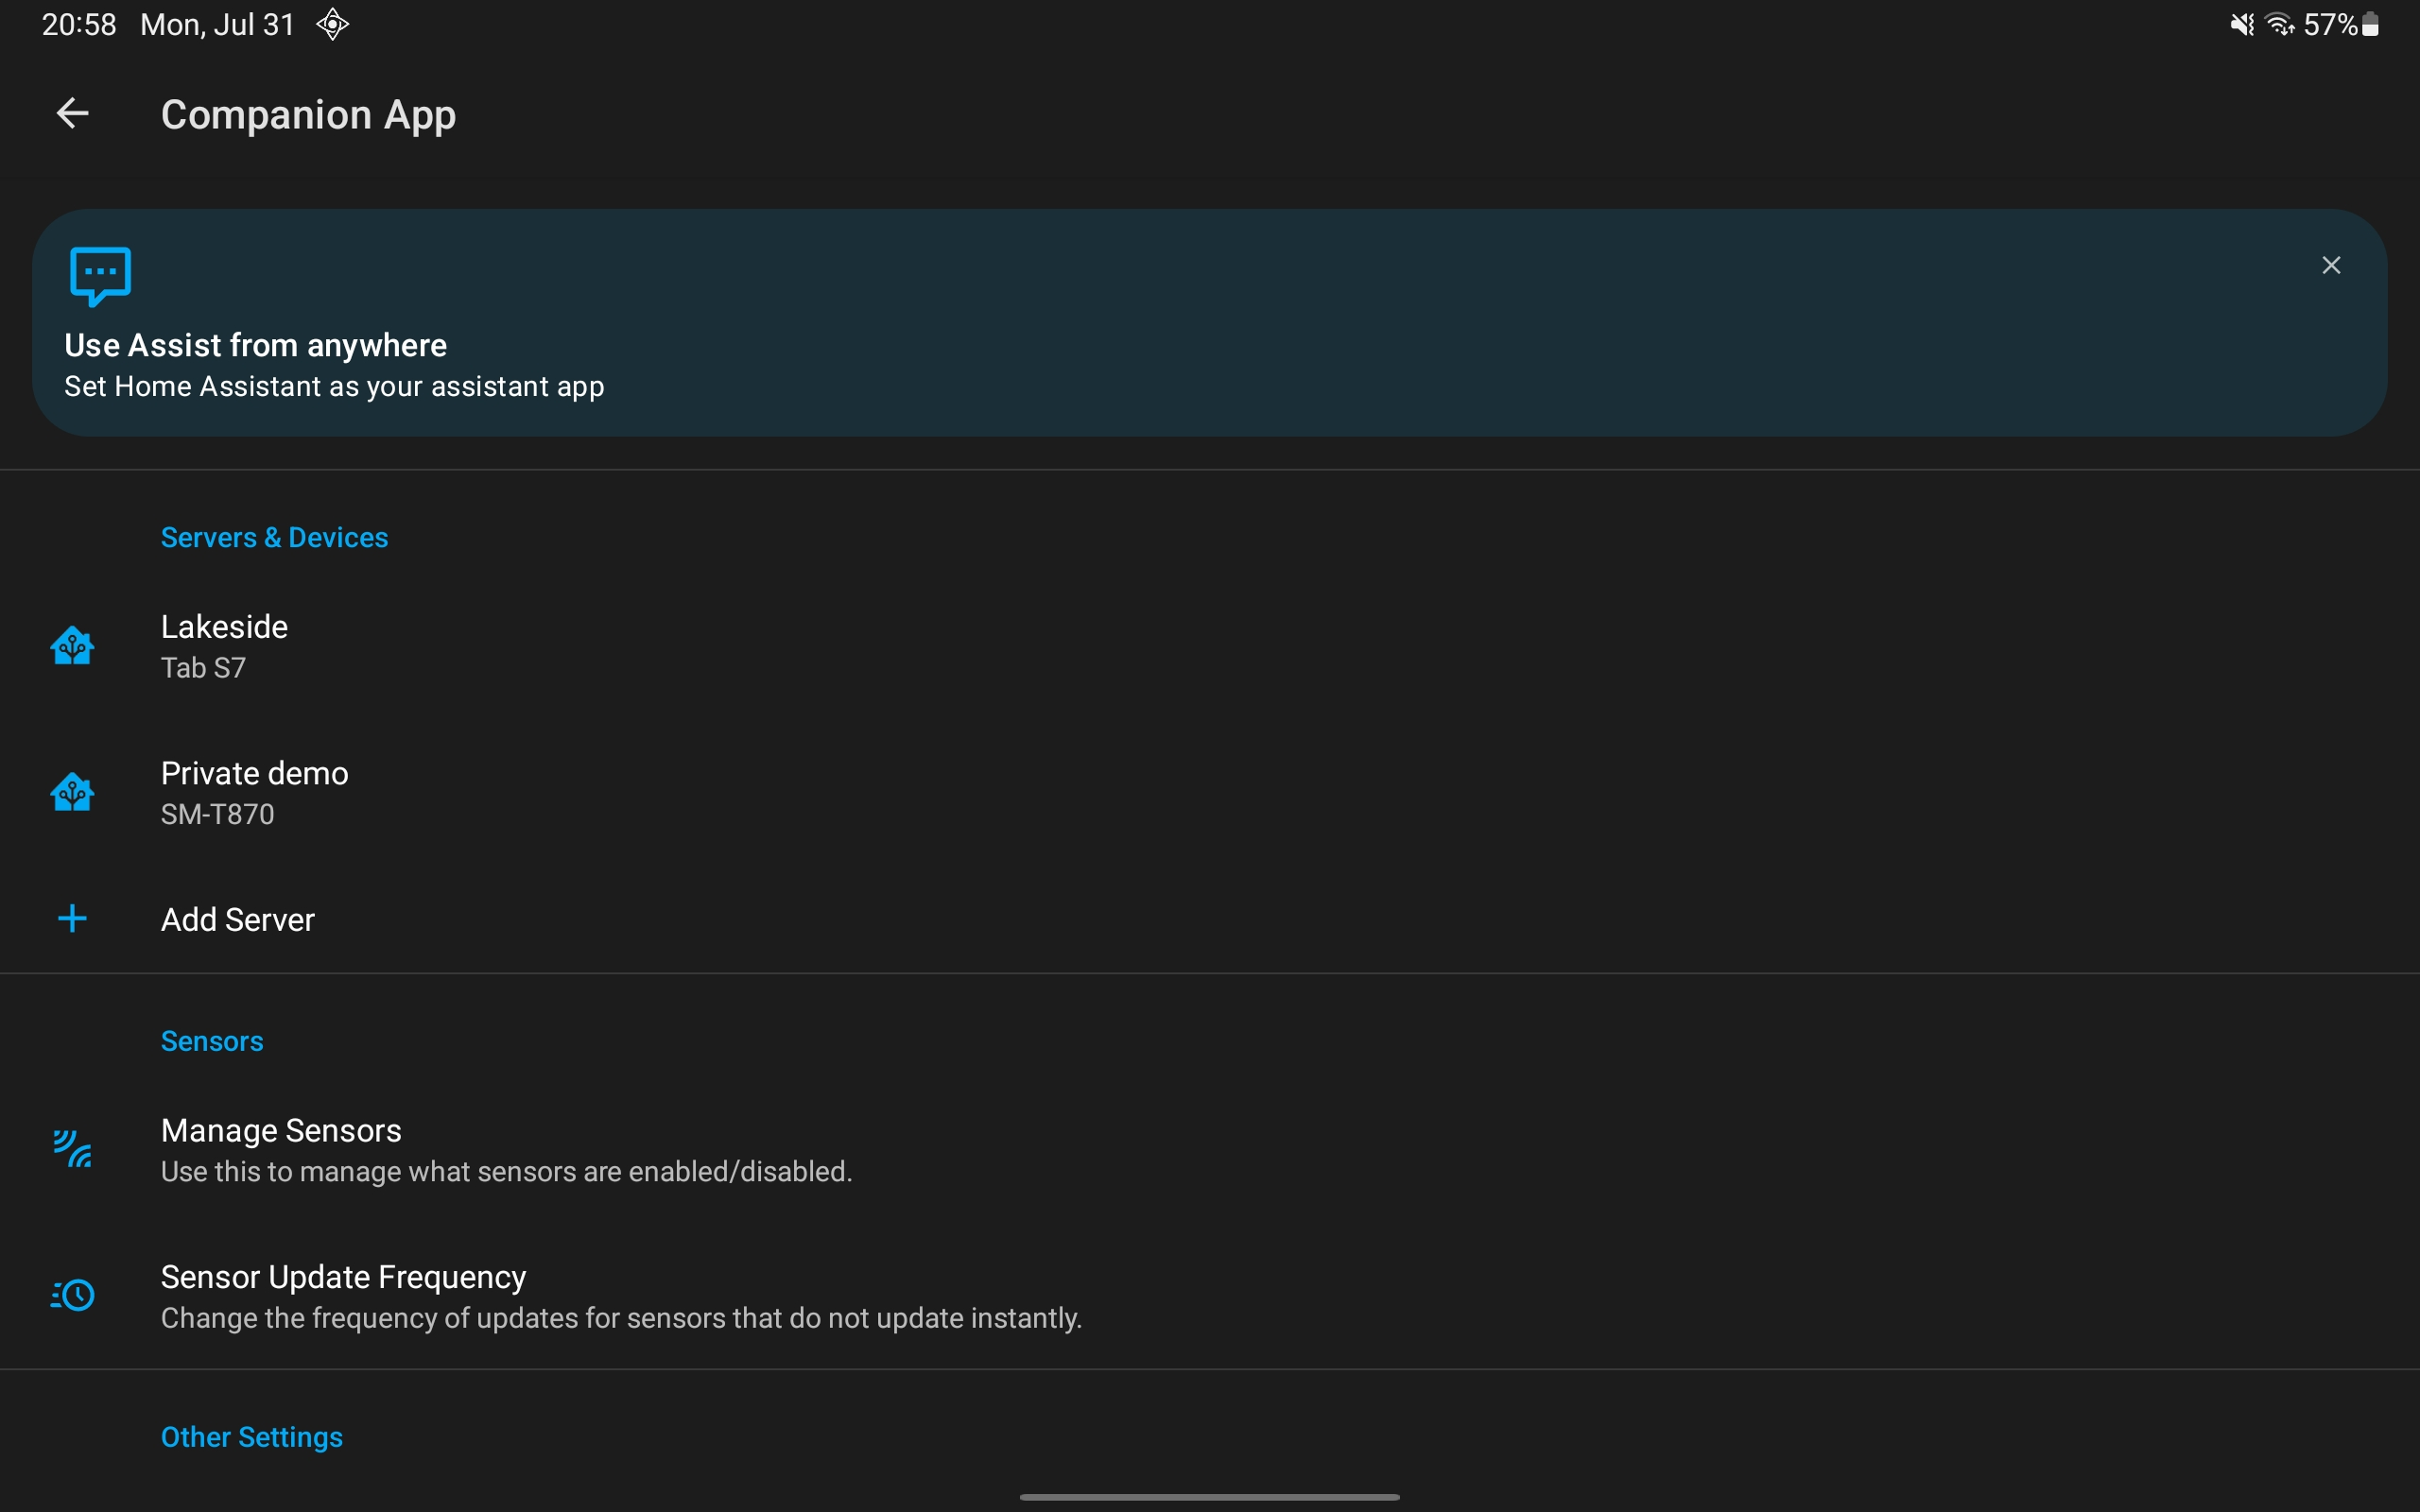 20:58 Mon, Jul 31 57%
Companion App
Use Assist from anywhere
Set Home Assistant as your assistant app
Servers & Devices
Lakeside
Tab S7
Private demo
SM-T870
Add Server
Sensors
Manage Sensors
Use this to manage what sensors are enabled/disabled.
Sensor Update Frequency
Change the frequency of updates for sensors that do not update instantly.
Other Settings